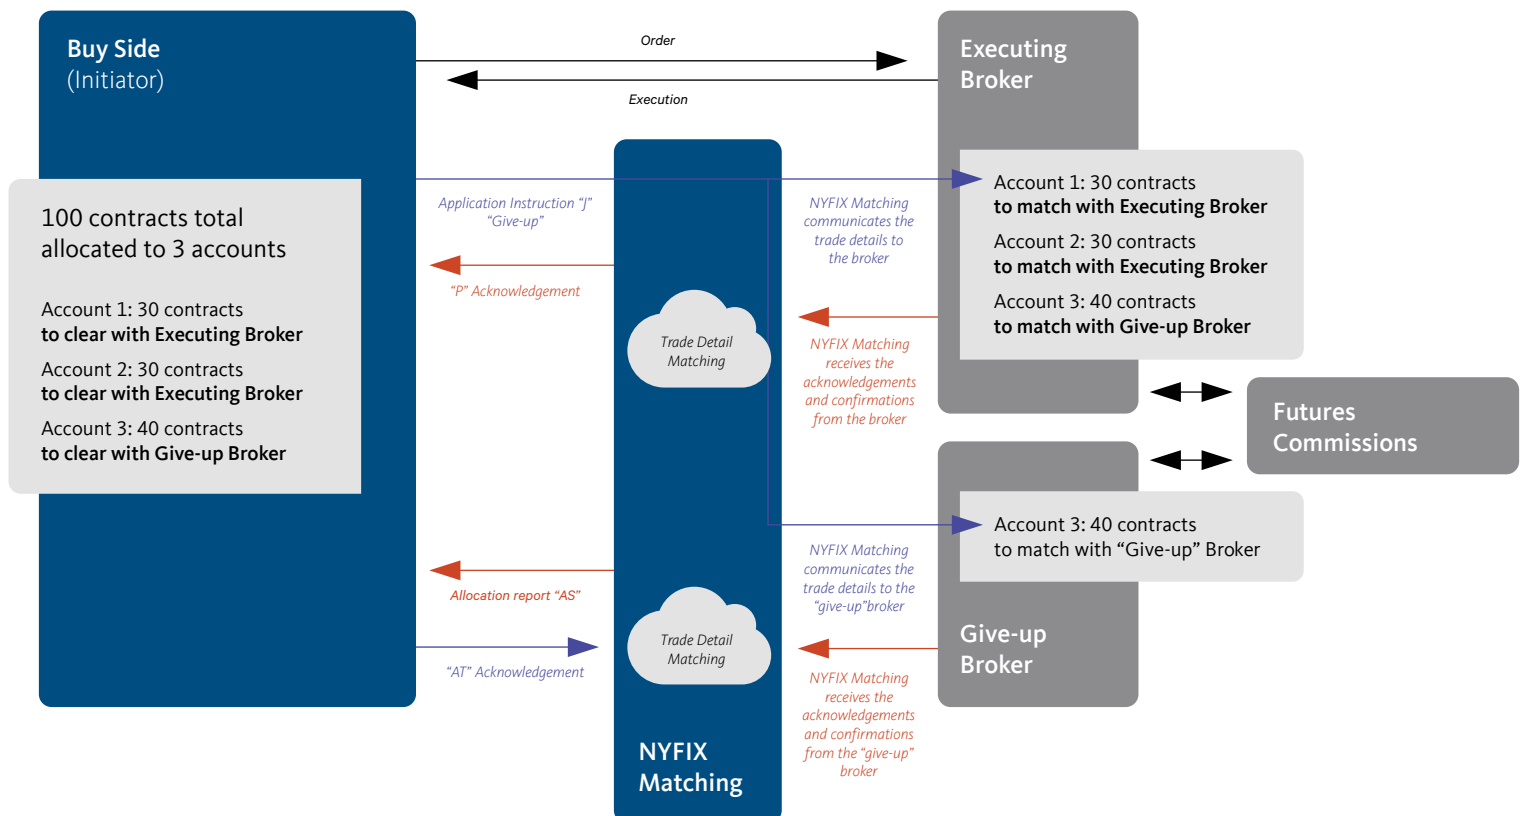 Buy Side
(Initiator)
Order
Execution
Executing
Broker
100 contracts total
allocated to 3 accounts
Account 1: 30 contracts
to clear with Executing Broker
Account 2: 30 contracts
to clear with Executing Broker
Account 3: 40 contracts
to clear with Give-up Broker
Application Instruction “J”
“Give-up”
“P” Acknowledgement
Trade Detail
Matching
NYFIX Matching
communicates the
trade details to
the broker
NYFIX Matching
receives the
acknowledgements
and confirmations
from the broker
Account 1: 30 contracts
to match with Executing Broker
Account 2: 30 contracts
to match with Executing Broker
Account 3: 40 contracts
to match with Give-up Broker
Futures
Commissions
Allocation report “AS”
“AT” Acknowledgement
Trade Detail
Matching
NYFIX
Matching
NYFIX Matching
communicates the
trade details to the
“give-up”broker
NYFIX Matching
receives the
acknowledgements
and confirmations
from the “give-up”
broker
Account 3: 40 contracts
to match with “Give-up” Broker
Give-up
Broker